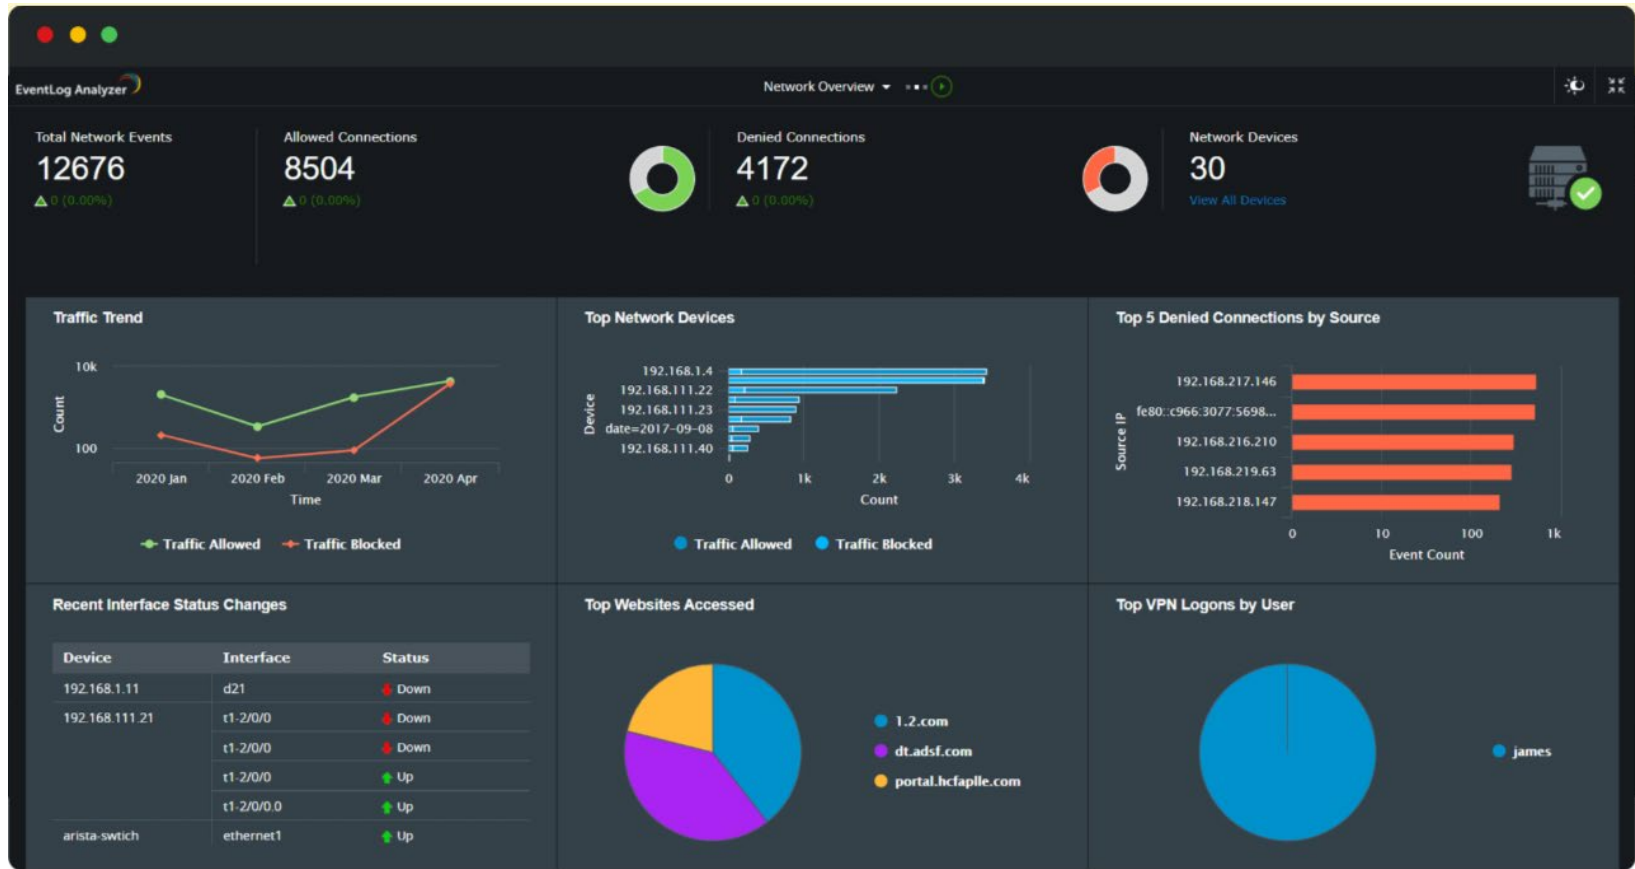 EventLog Analyzer
Network Overview
Total Network Events
12676
0 (0.00%)
Allowed Connections
8504
0 (0.00%)
Denied Connections
4172
0 (0.00%)
Network Devices
30
View All Devices
Traffic Trend
Count
10k
100
2020 Jan 2020 Feb 2020 Mar 2020 Apr
Time
Traffic Allowed Traffic Blocked
Top Network Devices
Device
192.168.1.4
192.168.111.22
192.168.111.23
date=2017-09-08
192.168.111.40
0 1k 2k 3k 4k
Count
Traffic Allowed Traffic Blocked
Top 5 Denied Connections by Source
Source IP
192.168.217.146
fe80::c966:3077:5698...
192.168.216.210
192.168.219.63
192.168.218.147
0 10 100 1k
Event Count
Recent Interface Status Changes
Device Interface Status
192.168.1.11 d21 Down
192.168.111.21 t1-2/0/0 Down
t1-2/0/0 Down
t1-2/0/0 Up
t1-2/0/0.0 Up
arista-swtich ethernet1 Up
Top Websites Accessed
1.2.com
dt.adsf.com
portal.hcfaplle.com
Top VPN Logons by User
james